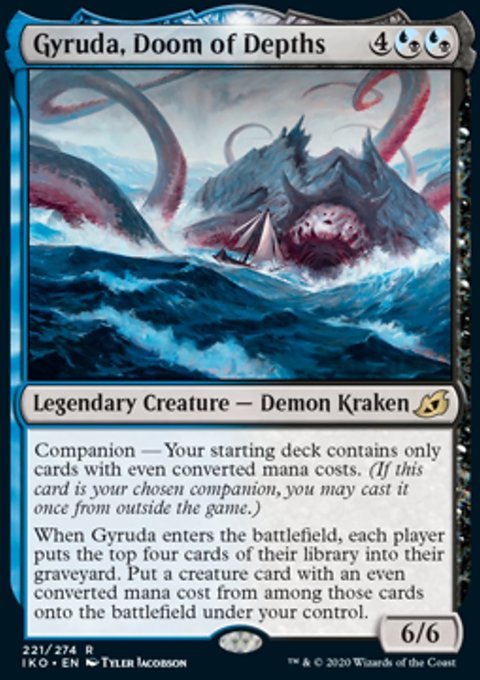 Gyruda, Doom of Depths 4
Legendary Creature — Demon Kraken
Companion — Your starting deck contains only
cards with even converted mana costs. (If this
card is your chosen companion, you may cast it
once from outside the game.)
When Gyruda enters the battlefield, each player
puts the top four cards of their library into their
graveyard. Put a creature card with an even
converted mana cost from among those cards
onto the battlefield under your control.
6/6
221/274 R
IKO • EN Tyler Jacobson
™ & © 2020 Wizards of the Coast